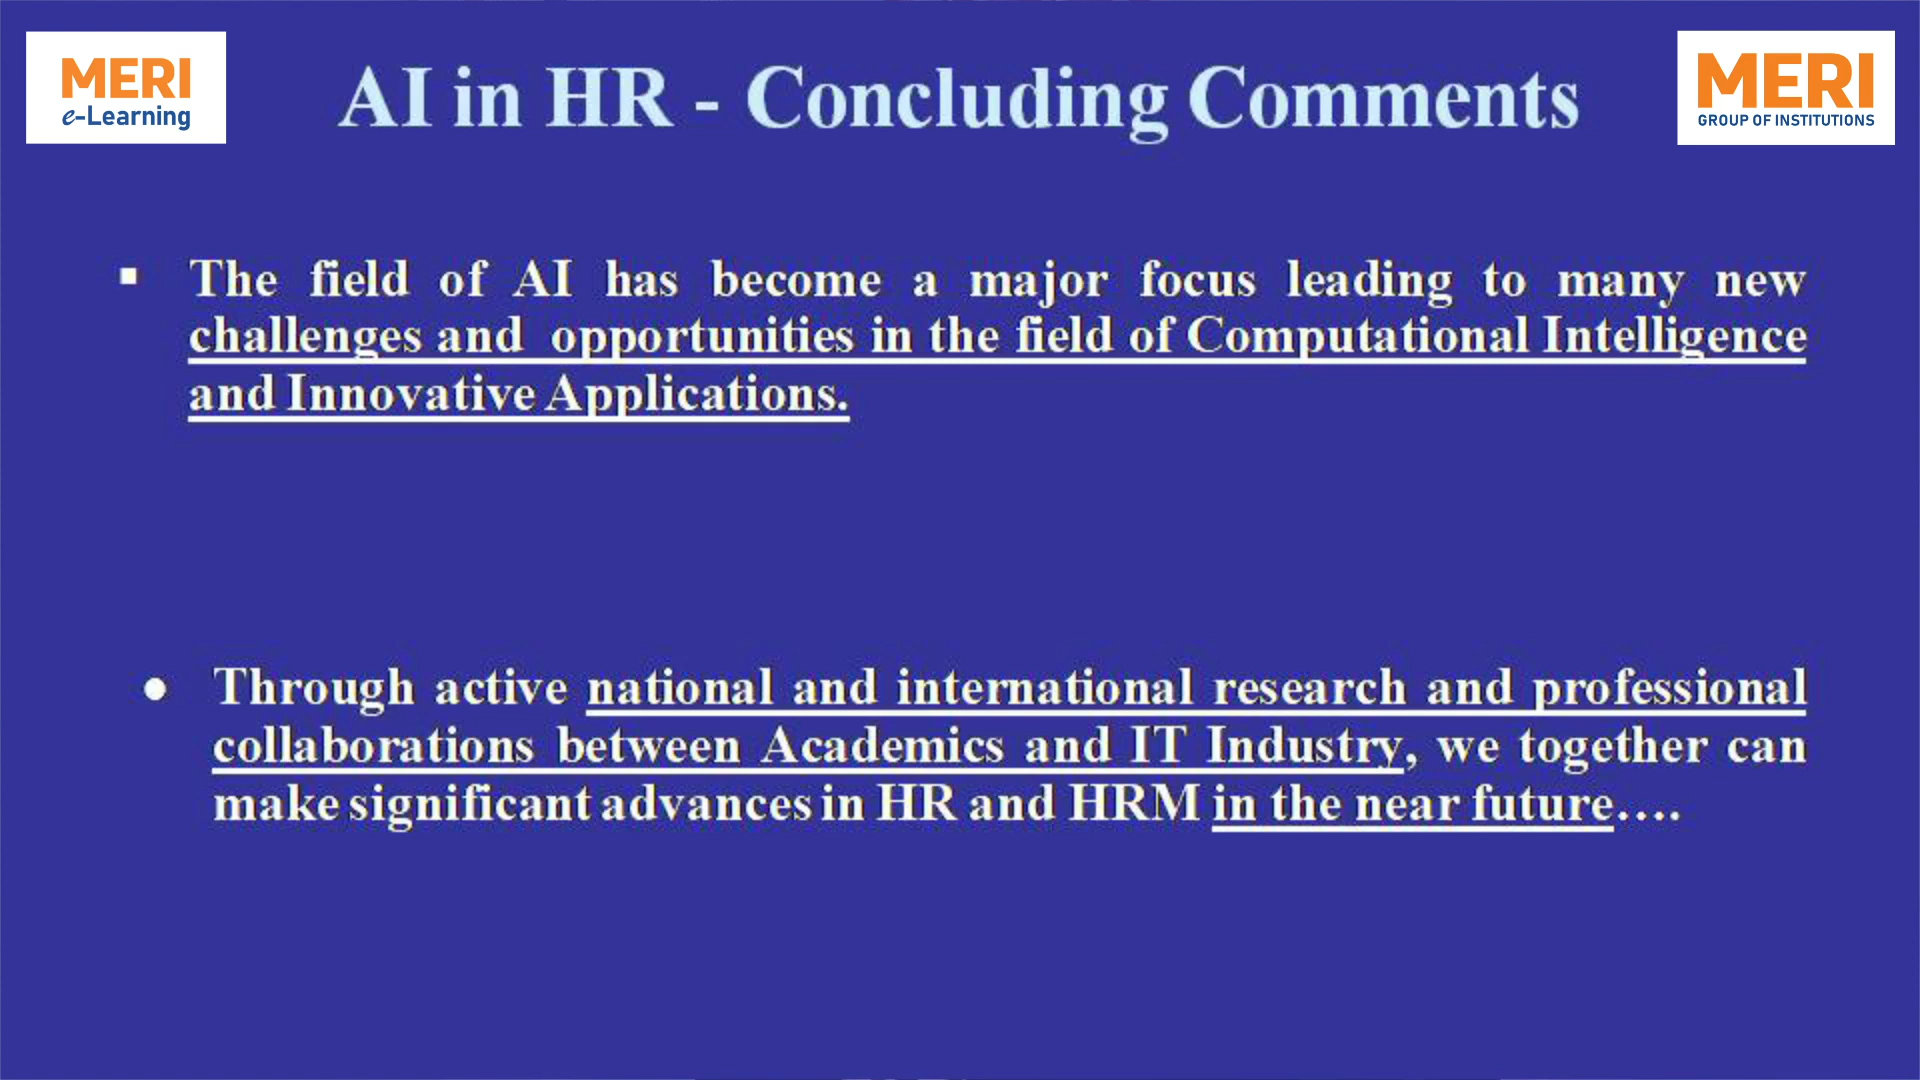 MERI
e-Learning
AI in HR - Concluding Comments
MERI
GROUP OF INSTITUTIONS
▪ The field of AI has become a major focus leading to many new
challenges and opportunities in the field of Computational Intelligence
and Innovative Applications.
● Through active national and international research and professional
collaborations between Academics and IT Industry, we together can
make significant advances in HR and HRM in the near future....